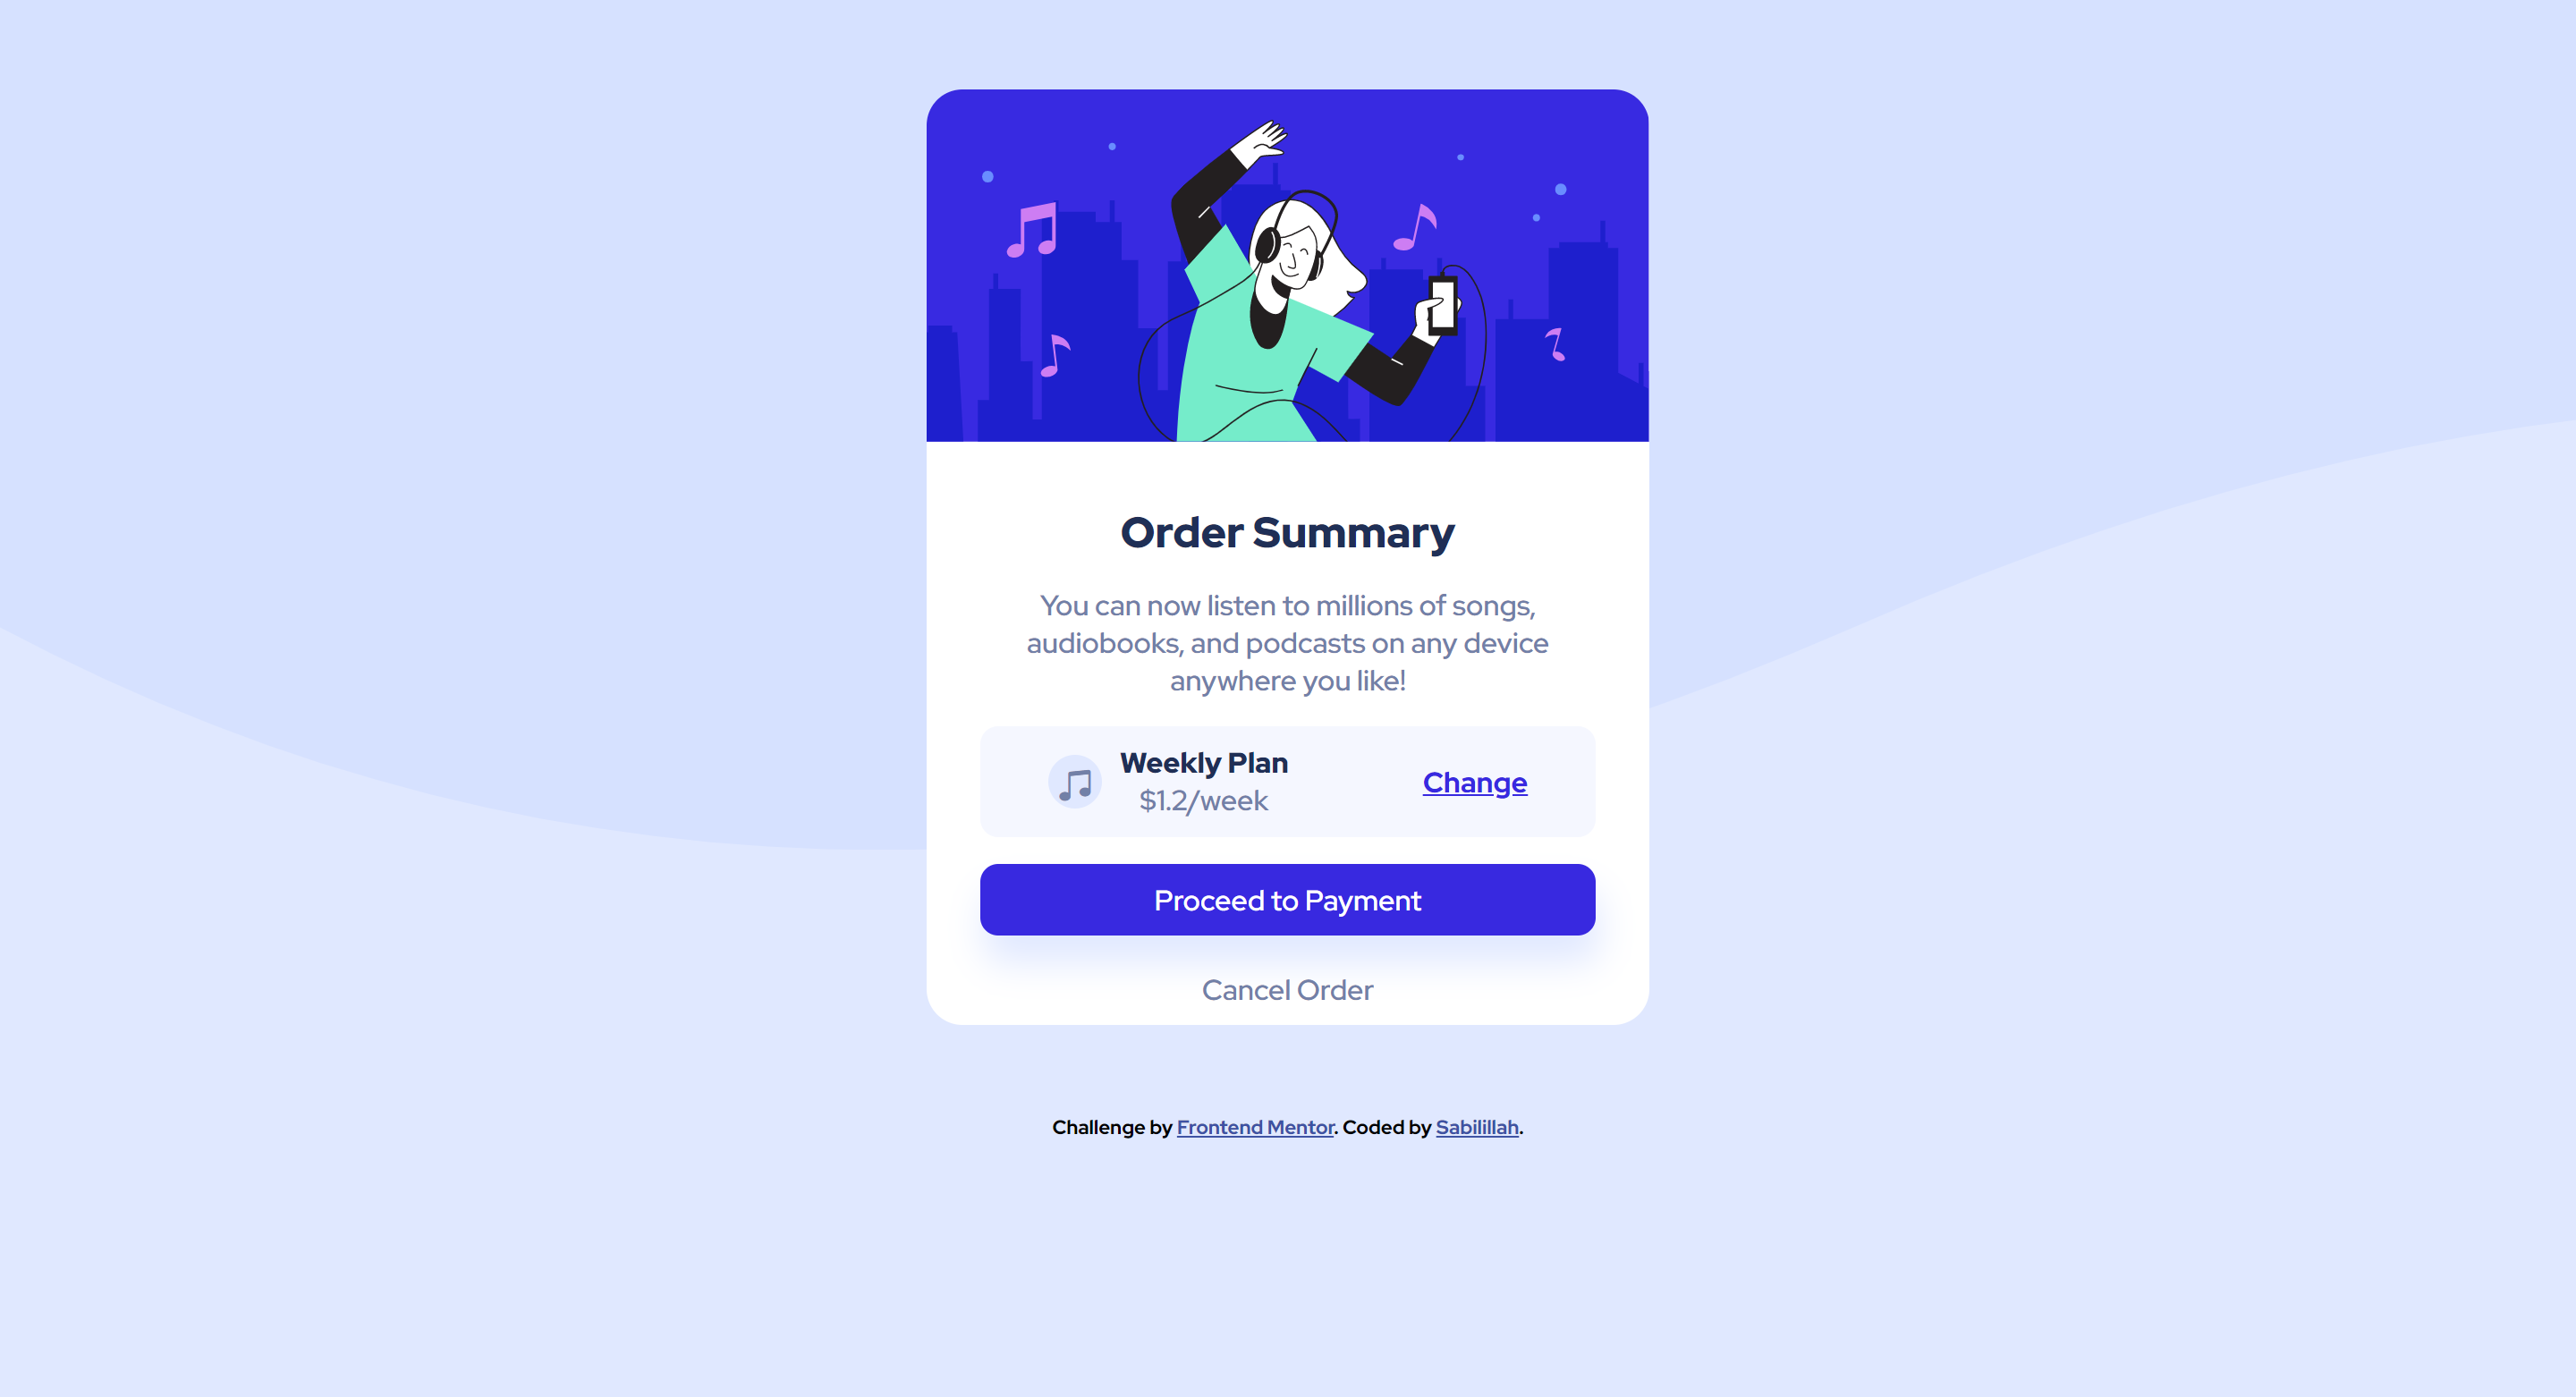 Order Summary
You can now listen to millions of songs,
audiobooks, and podcasts on any device
anywhere you like!
Weekly Plan
$1.2/week
Change
Proceed to Payment
Cancel Order
Challenge by Frontend Mentor. Coded by Sabilillah.